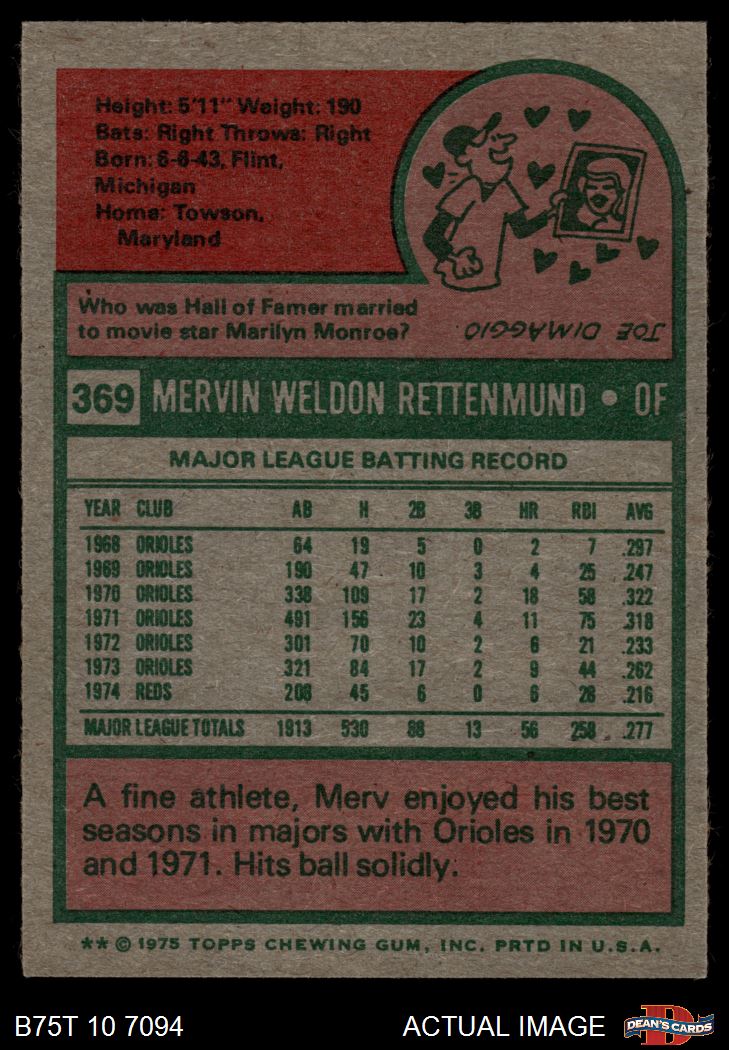 Height: 5'11" Weight: 190
Bats: Right Throws: Right
Born: 6-6-43, Flint,
Michigan
Home: Towson,
Maryland
Who was Hall of Famer married
to movie star Marilyn Monroe?
JOE DIMAGGIO
369 MERVIN WELDON RETTENMUND • OF
MAJOR LEAGUE BATTING RECORD
YEAR CLUB AB H 2B 3B HR RBI AVG
1968 ORIOLES 64 19 5 0 2 7 .297
1969 ORIOLES 190 47 10 3 4 25 .247
1970 ORIOLES 338 109 17 2 18 58 .322
1971 ORIOLES 491 156 23 4 11 75 .318
1972 ORIOLES 301 70 10 2 6 21 .233
1973 ORIOLES 321 84 17 2 9 44 .262
1974 REDS 208 45 6 0 6 28 .216
MAJOR LEAGUE TOTALS 1913 530 88 13 56 258 .277
A fine athlete, Merv enjoyed his best
seasons in majors with Orioles in 1970
and 1971. Hits ball solidly.
** © 1975 TOPPS CHEWING GUM, INC. PRTD IN U.S.A.
B75T 10 7094 ACTUAL IMAGE DEAN'S CARDS